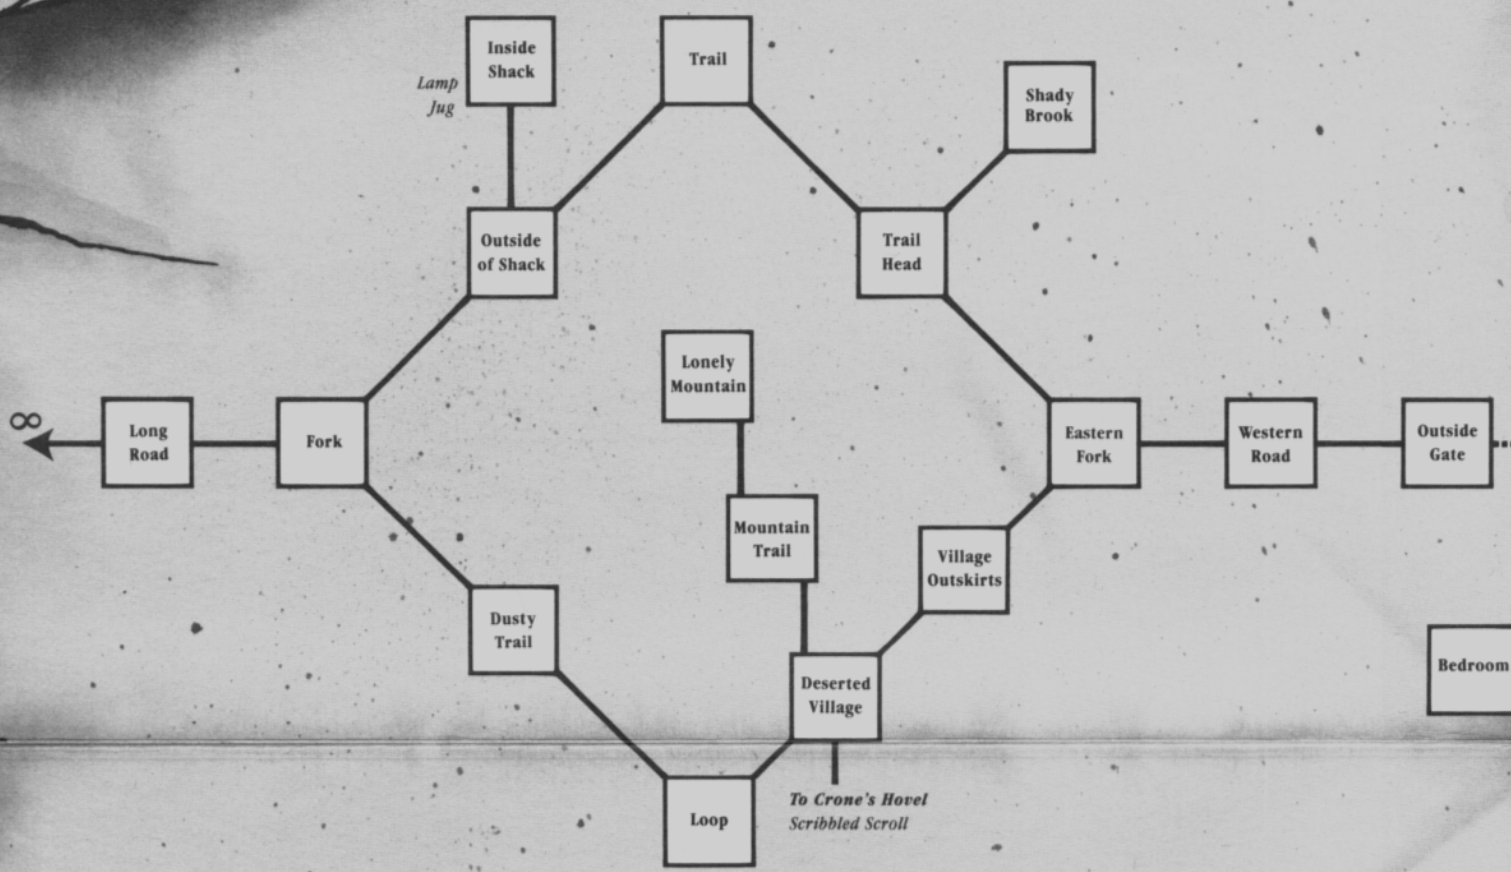 Inside
Shack
Lamp
Jug
Trail
Shady
Brook
Outside
of Shack
Trail
Head
Lonely
Mountain
∞
Long
Road
Fork
Eastern
Fork
Western
Road
Outside
Gate
Mountain
Trail
Village
Outskirts
Dusty
Trail
Deserted
Village
Bedroom
Loop
To Crone's Hovel
Scribbled Scroll